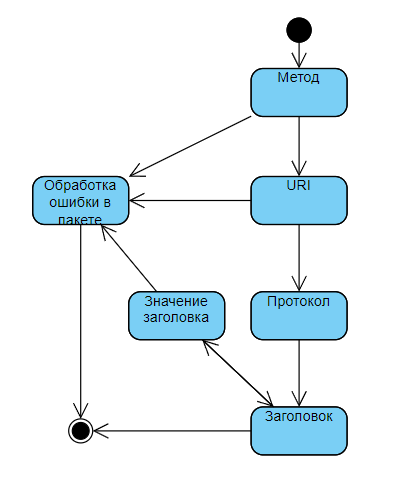 Метод
Обработка
ошибки в
пакете
URI
Значение
заголовка
Протокол
Заголовок